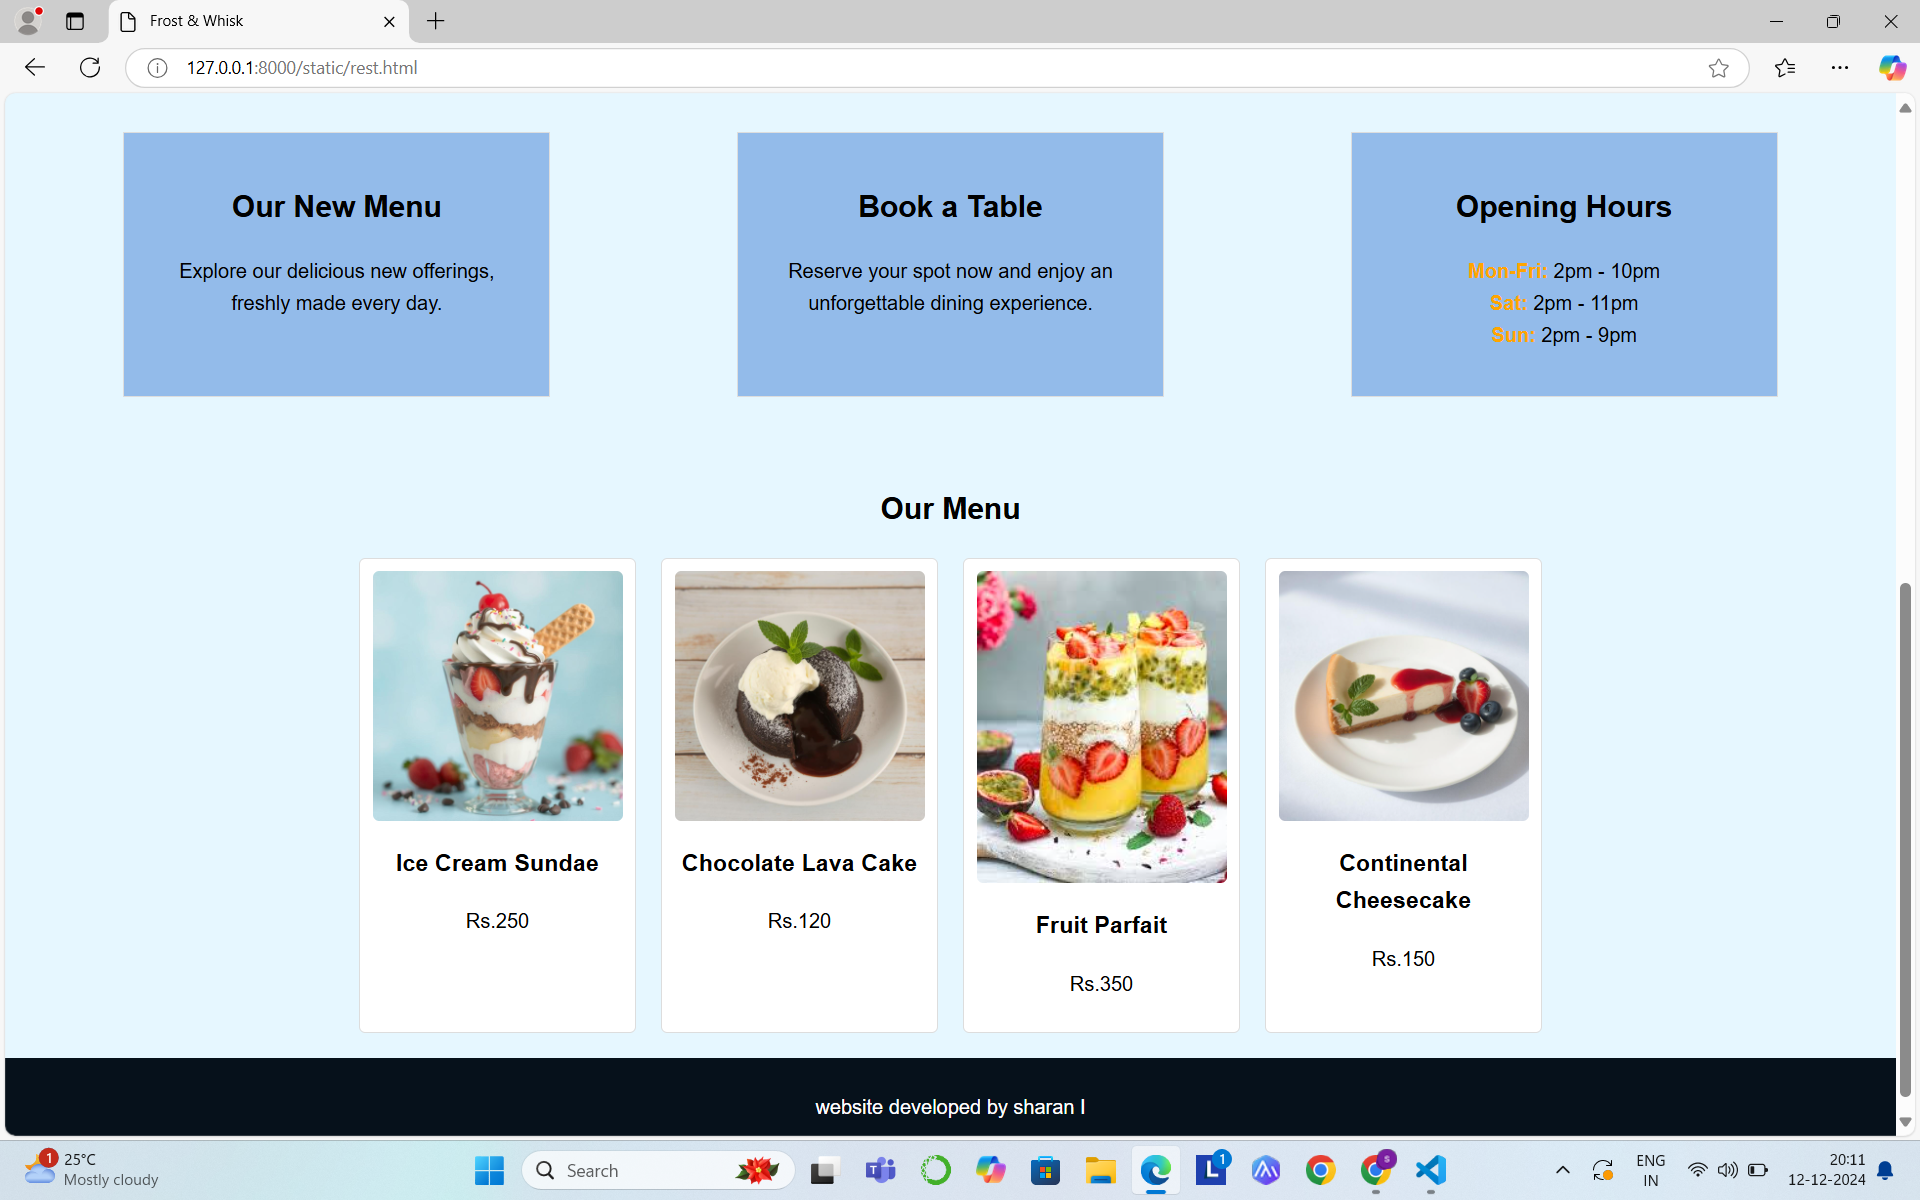 Frost & Whisk
127.0.0.1:8000/static/rest.html
Our New Menu
Explore our delicious new offerings,
freshly made every day.
Book a Table
Reserve your spot now and enjoy an
unforgettable dining experience.
Opening Hours
Mon-Fri: 2pm - 10pm
Sat: 2pm - 11pm
Sun: 2pm - 9pm
Our Menu
Ice Cream Sundae
Rs.250
Chocolate Lava Cake
Rs.120
Fruit Parfait
Rs.350
Continental
Cheesecake
Rs.150
website developed by sharan I
1
25°C
Mostly cloudy
Search
T
L
1
s
ENG
IN
20:11
12-12-2024